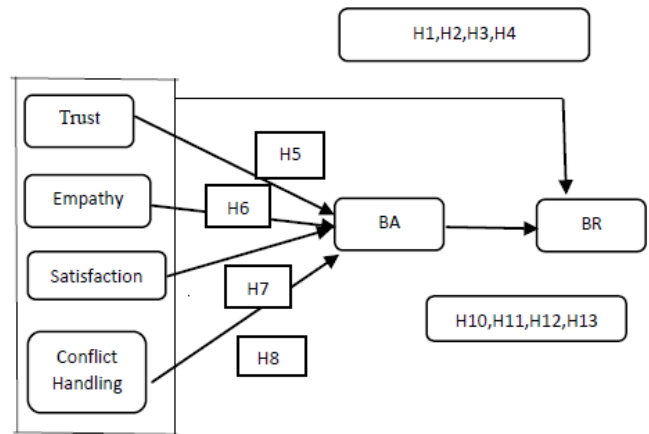 H1,H2,H3,H4
Trust
H5
Empathy
H6
BA
BR
Satisfaction
H7
H10,H11,H12,H13
Conflict
Handling
H8